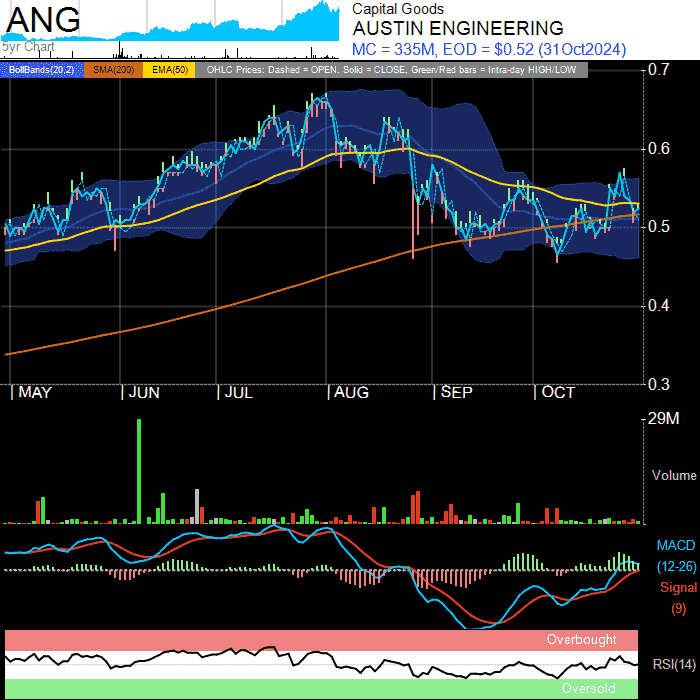 ANG
Capital Goods
AUSTIN ENGINEERING
5yr Chart
MC = 335M, EOD = $0.52 (31Oct2024)
BollBands(20,2) SMA(200) EMA(50) OHLC Prices: Dashed = OPEN, Solid = CLOSE, Green/Red bars = Intra-day HIGH/LOW
0.7
0.6
0.5
0.4
0.3
MAY JUN JUL AUG SEP OCT
29M
Volume
MACD
(12-26)
Signal
(9)
Overbought
RSI(14)
Oversold